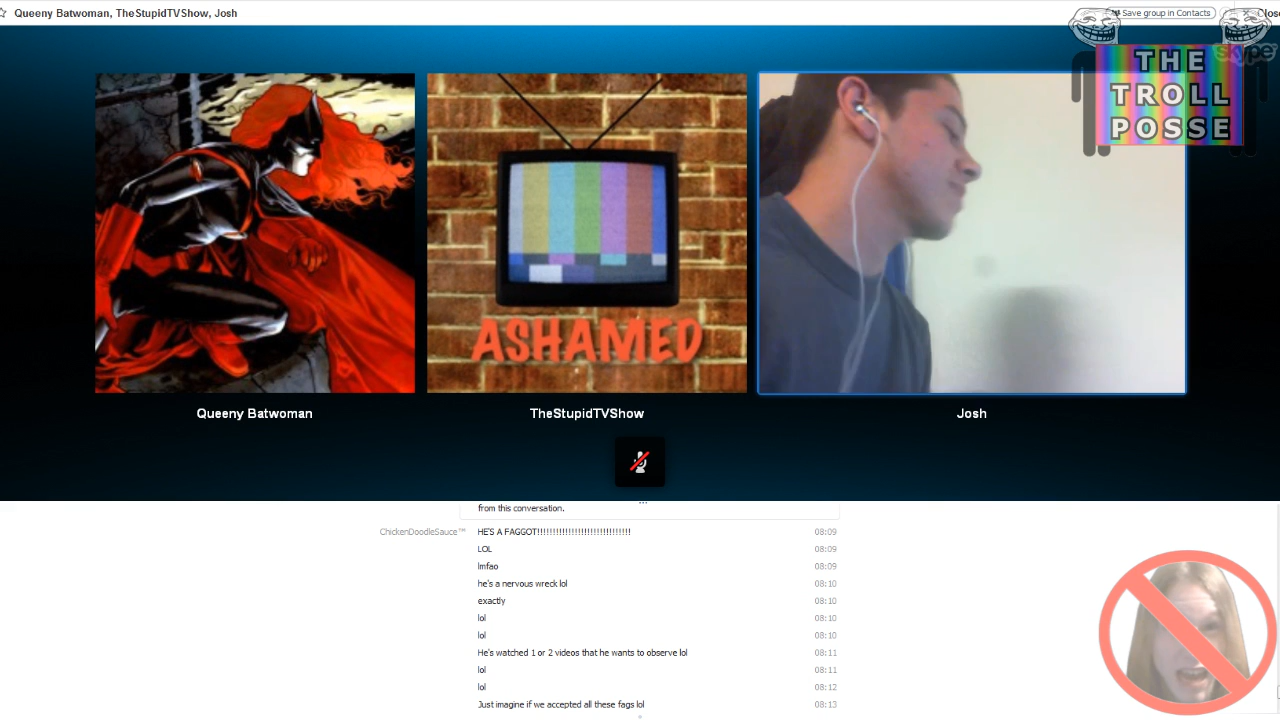 Queeny Batwoman, TheStupidTVShow, Josh
Save group in Contacts
Close
skype
THE
TROLL
POSSE
ASHAMED
Queeny Batwoman
TheStupidTVShow
Josh
from this conversation.
ChickenDoodleSauce™ HE'S A FAGGOT!!!!!!!!!!!!!!!!!!!!!!!!!!!!!! 08:09
LOL 08:09
lmfao 08:09
he's a nervous wreck lol 08:10
exactly 08:10
lol 08:10
lol 08:10
He's watched 1 or 2 videos that he wants to observe lol 08:11
lol 08:11
lol 08:12
Just imagine if we accepted all these fags lol 08:13